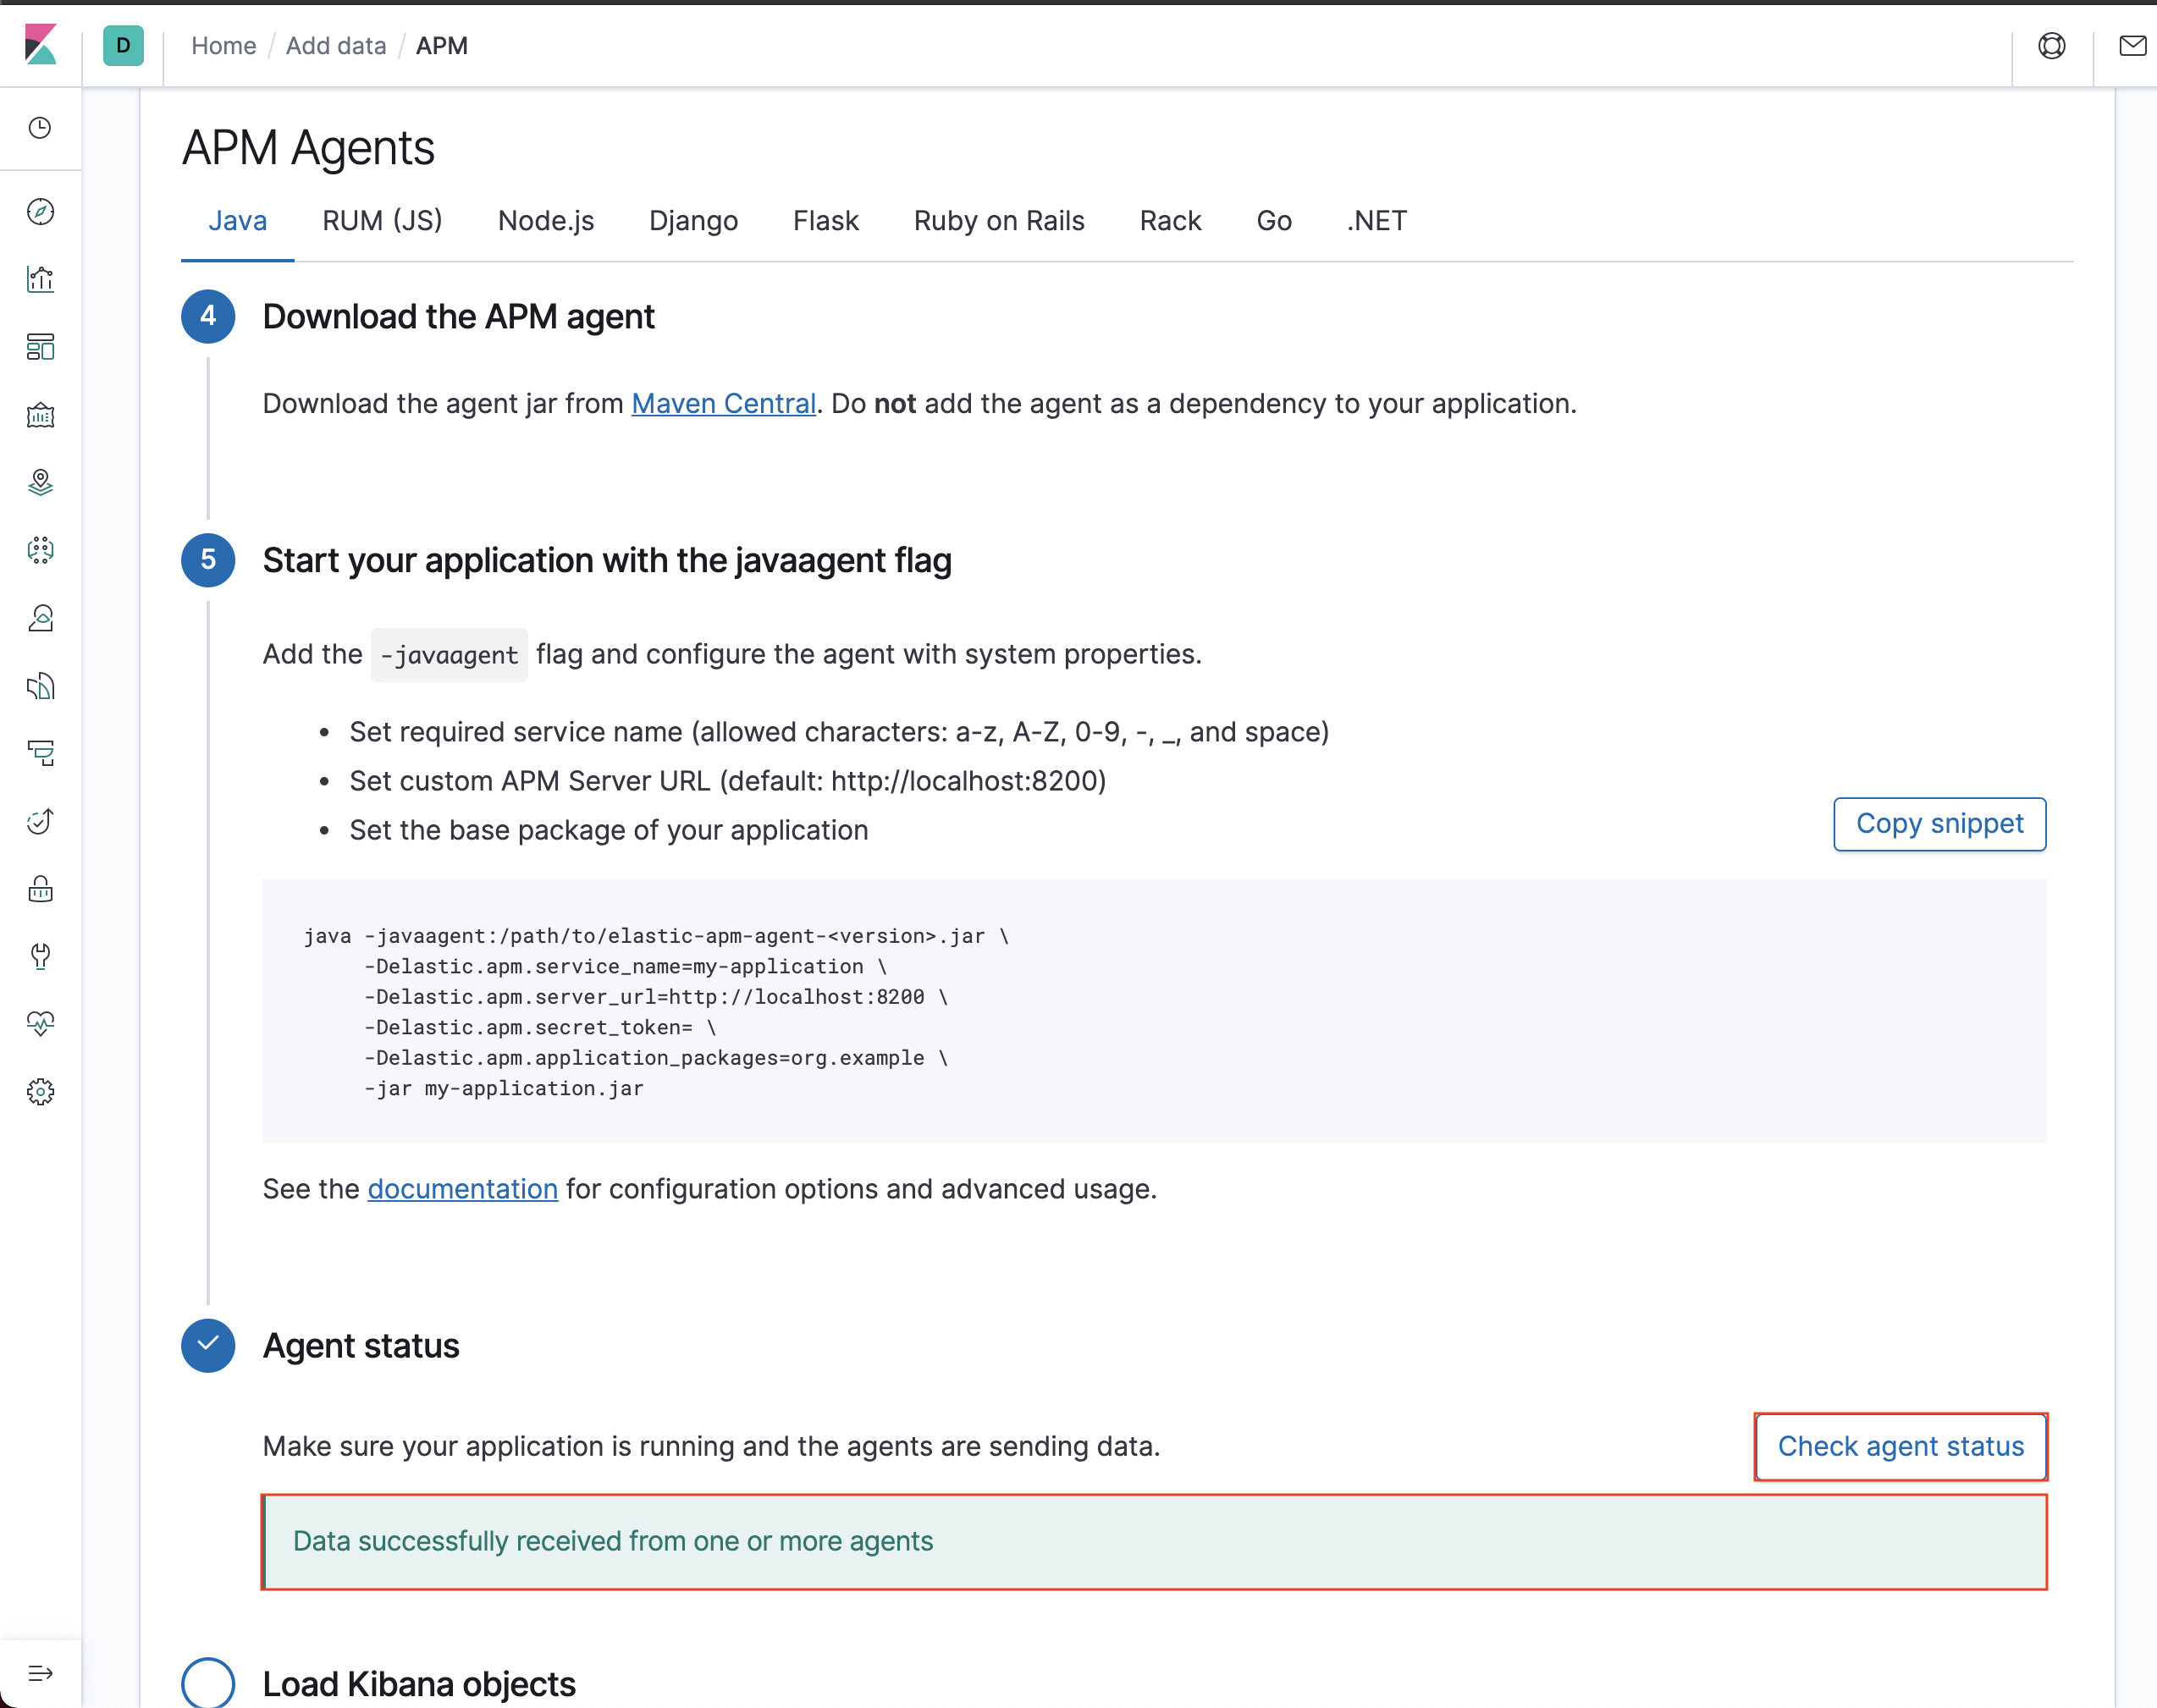 D
Home / Add data / APM
APM Agents
Java RUM (JS) Node.js Django Flask Ruby on Rails Rack Go .NET
4 Download the APM agent
Download the agent jar from Maven Central. Do not add the agent as a dependency to your application.
5 Start your application with the javaagent flag
Add the -javaagent flag and configure the agent with system properties.
• Set required service name (allowed characters: a-z, A-Z, 0-9, -, _, and space)
• Set custom APM Server URL (default: http://localhost:8200)
• Set the base package of your application
Copy snippet
java -javaagent:/path/to/elastic-apm-agent-<version>.jar \
-Delastic.apm.service_name=my-application \
-Delastic.apm.server_url=http://localhost:8200 \
-Delastic.apm.secret_token= \
-Delastic.apm.application_packages=org.example \
-jar my-application.jar
See the documentation for configuration options and advanced usage.
Agent status
Make sure your application is running and the agents are sending data.
Check agent status
Data successfully received from one or more agents
Load Kibana objects